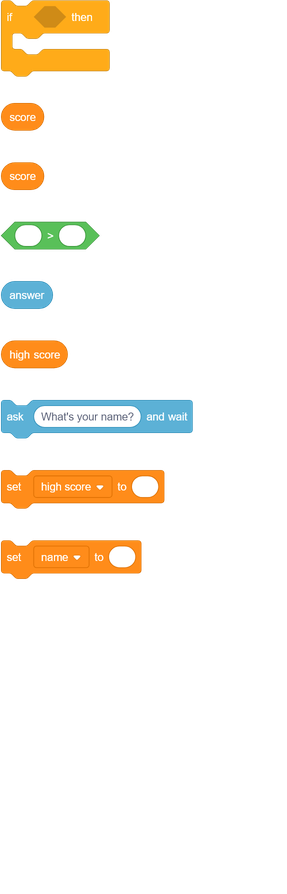 if then
score
score
>
answer
high score
ask What's your name? and wait
set high score to
set name to